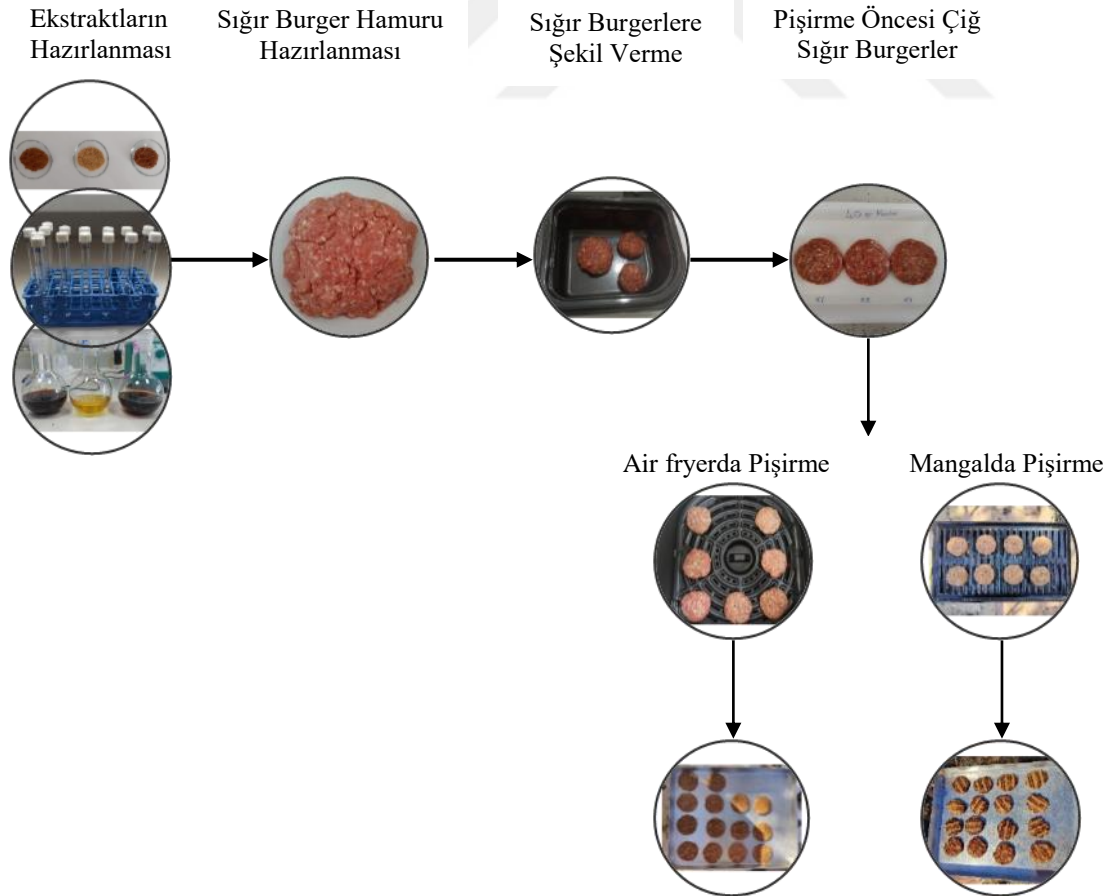 Ekstraktların
Hazırlanması
Sığır Burger Hamuru
Hazırlanması
Sığır Burgerlere
Şekil Verme
Pişirme Öncesi Çiğ
Sığır Burgerler
Air fryerda Pişirme
Mangalda Pişirme